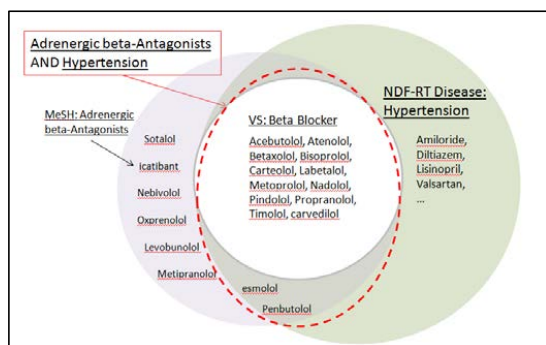 Adrenergic beta-Antagonists
AND Hypertension
MeSH: Adrenergic
beta-Antagonists
Sotalol
icatibant
Nebivolol
Oxprenolol
Levobunolol
Metipranolol
VS: Beta Blocker
Acebutolol, Atenolol,
Betaxolol, Bisoprolol,
Carteolol, Labetalol,
Metoprolol, Nadolol,
Pindolol, Propranolol,
Timolol, carvedilol
esmolol
Penbutolol
NDF-RT Disease:
Hypertension
Amiloride,
Diltiazem,
Lisinopril,
Valsartan,
...